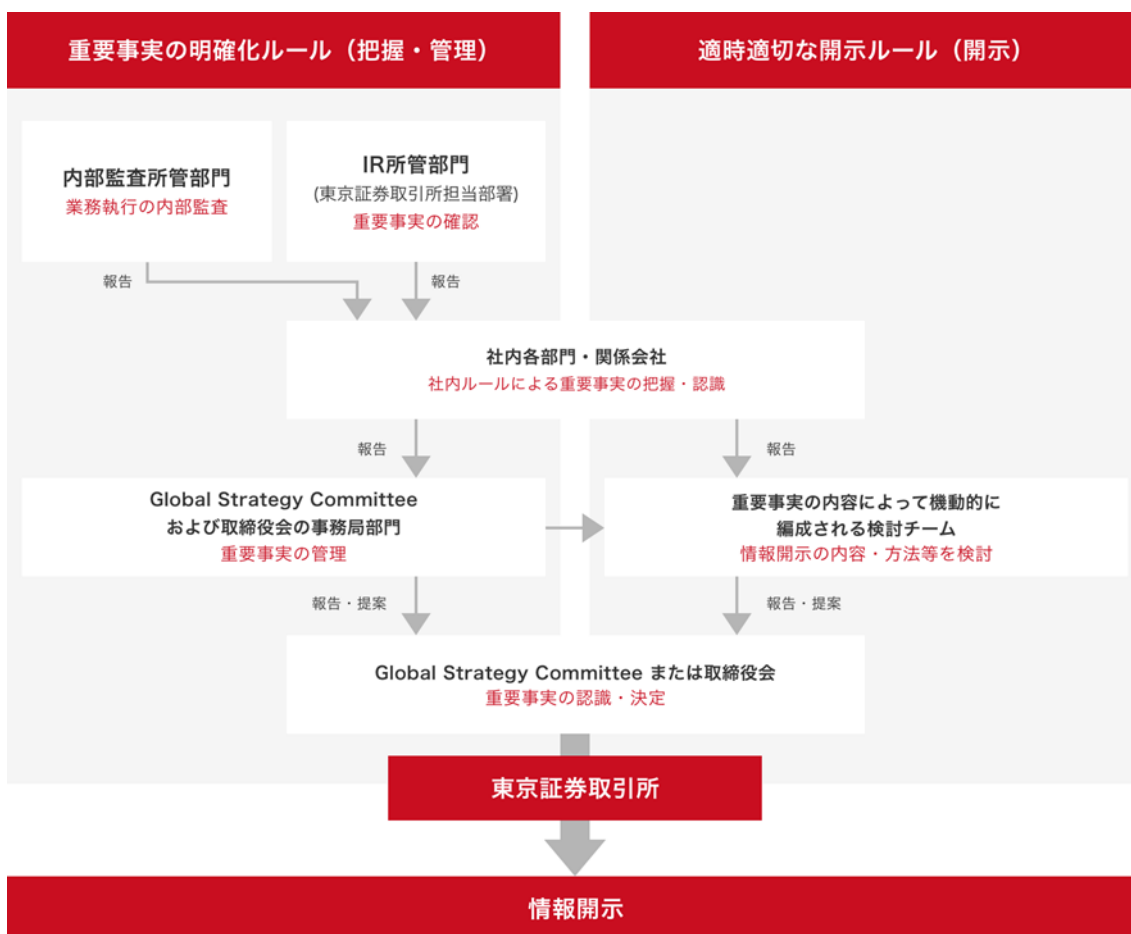 重要事実の明確化ルール（把握・管理）
適時適切な開示ルール（開示）
内部監査所管部門
業務執行の内部監査
IR所管部門
(東京証券取引所担当部署)
重要事実の確認
報告
報告
社内各部門・関係会社
社内ルールによる重要事実の把握・認識
報告
報告
Global Strategy Committee
および取締役会の事務局部門
重要事実の管理
重要事実の内容によって機動的に
編成される検討チーム
情報開示の内容・方法等を検討
報告・提案
報告・提案
Global Strategy Committee または取締役会
重要事実の認識・決定
東京証券取引所
情報開示